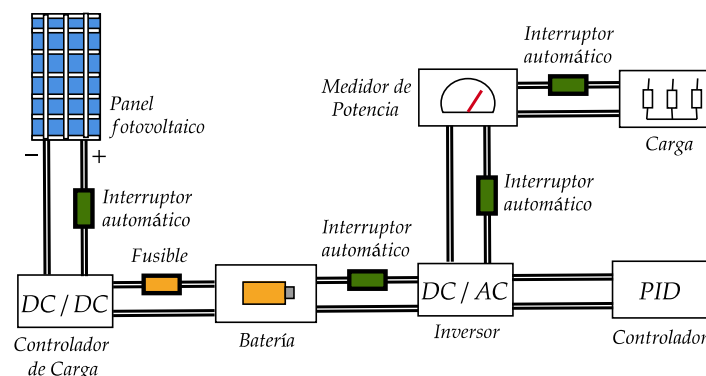 Panel
fotovoltaico
−
+
Interruptor
automático
Fusible
DC / DC
Controlador
de Carga
Batería
Interruptor
automático
DC / AC
Inversor
Medidor de
Potencia
Interruptor
automático
Interruptor
automático
Carga
PID
Controlador